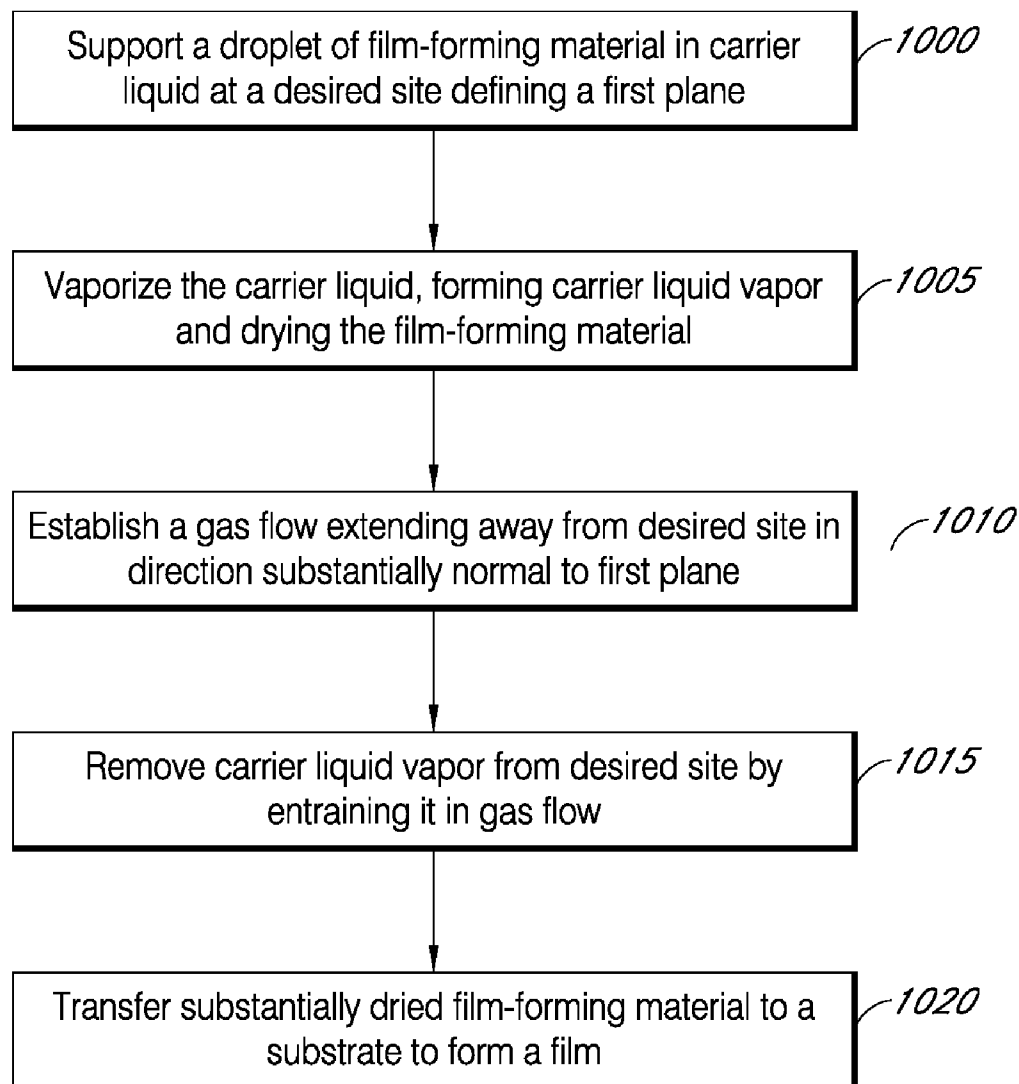 Support a droplet of film-forming material in carrier
liquid at a desired site defining a first plane
1000
Vaporize the carrier liquid, forming carrier liquid vapor
and drying the film-forming material
1005
Establish a gas flow extending away from desired site in
direction substantially normal to first plane
1010
Remove carrier liquid vapor from desired site by
entraining it in gas flow
1015
Transfer substantially dried film-forming material to a
substrate to form a film
1020